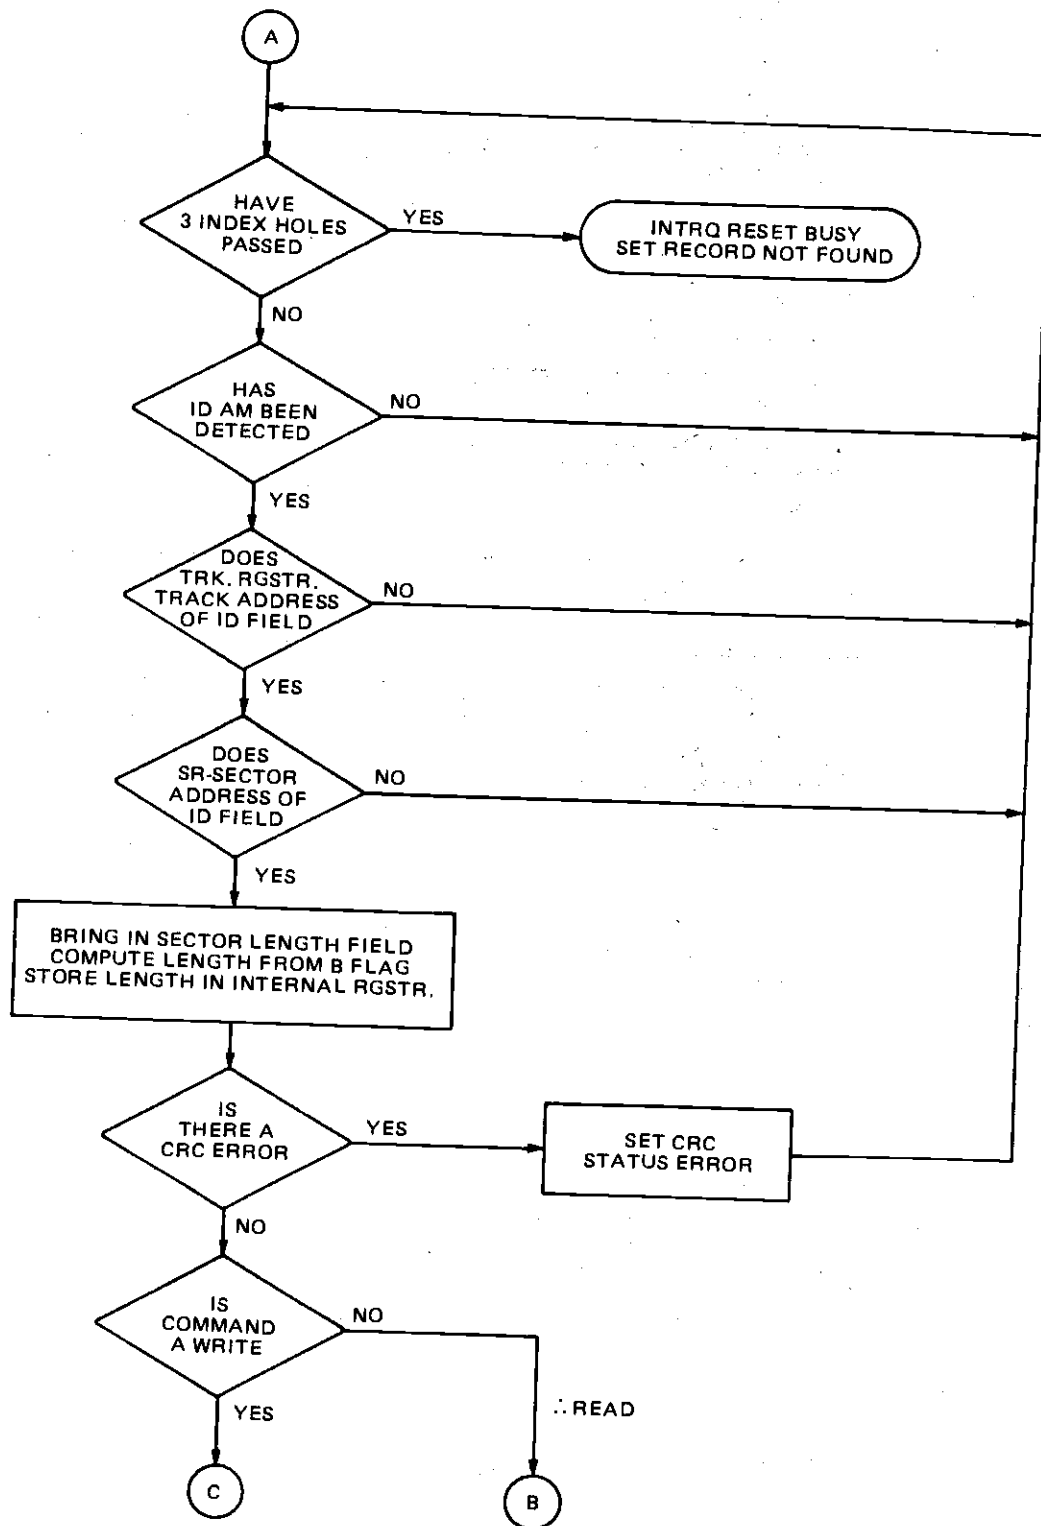 A
HAVE
3 INDEX HOLES
PASSED
YES
INTRQ RESET BUSY
SET RECORD NOT FOUND
NO
HAS
ID AM BEEN
DETECTED
NO
YES
DOES
TRK. RGSTR.
TRACK ADDRESS
OF ID FIELD
NO
YES
DOES
SR-SECTOR
ADDRESS OF
ID FIELD
NO
YES
BRING IN SECTOR LENGTH FIELD
COMPUTE LENGTH FROM B FLAG
STORE LENGTH IN INTERNAL RGSTR.
IS
THERE A
CRC ERROR
YES
SET CRC
STATUS ERROR
NO
IS
COMMAND
A WRITE
NO
YES
∴ READ
C
B